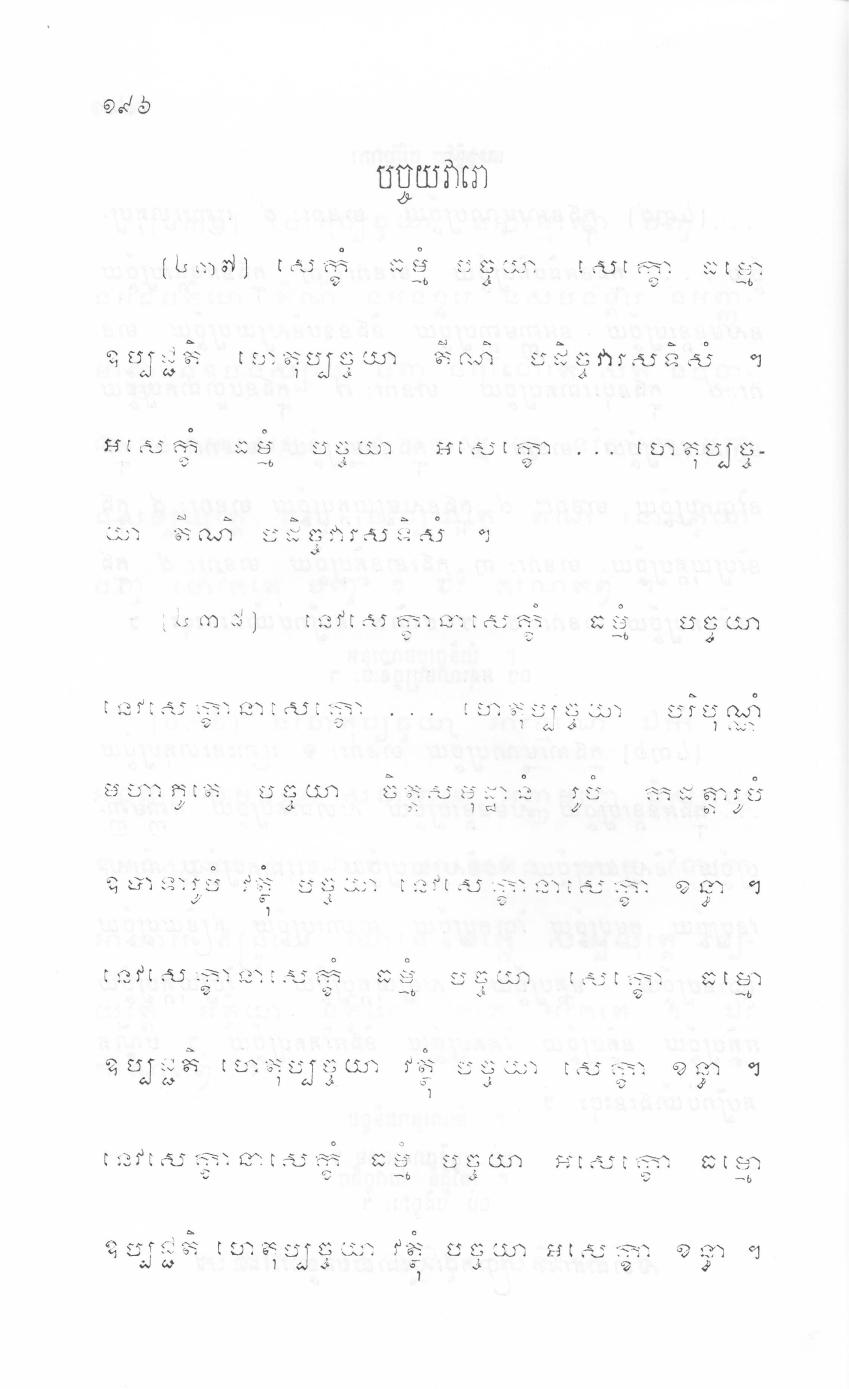 ១៩៦
បច្ចយវារោ
[៤៣៧] សេក្ខំ ធម្មំ បច្ចយា សេក្ខោ ធម្មោ
ឧប្បជ្ជតិ ហេតុប្បច្ចយា តីណិ បដិច្ចវារសទិសំ ។
អសេក្ខំ ធម្មំ បច្ចយា អសេក្ខោ ... ហេតុប្បច្ច-
យា តីណិ បដិច្ចវារសទិសំ ។
[៤៣៨] នេវសេក្ខានាសេក្ខំ ធម្មំ បច្ចយា
នេវសេក្ខានាសេក្ខោ ... ហេតុប្បច្ចយា បរិបុណ្ណំ
មហាភូតេ បច្ចយា ចិត្តសមុដ្ឋានំ រូបំ កដត្តារូបំ
ឧបាទារូបំ វត្ថុំ បច្ចយា នេវសេក្ខានាសេក្ខា ខន្ធា ។
នេវសេក្ខានាសេក្ខំ ធម្មំ បច្ចយា សេក្ខោ ធម្មោ
ឧប្បជ្ជតិ ហេតុប្បច្ចយា វត្ថុំ បច្ចយា សេក្ខា ខន្ធា ។
នេវសេក្ខានាសេក្ខំ ធម្មំ បច្ចយា អសេក្ខោ ធម្មោ
ឧប្បជ្ជតិ ហេតុប្បច្ចយា វត្ថុំ បច្ចយា អសេក្ខា ខន្ធា ។